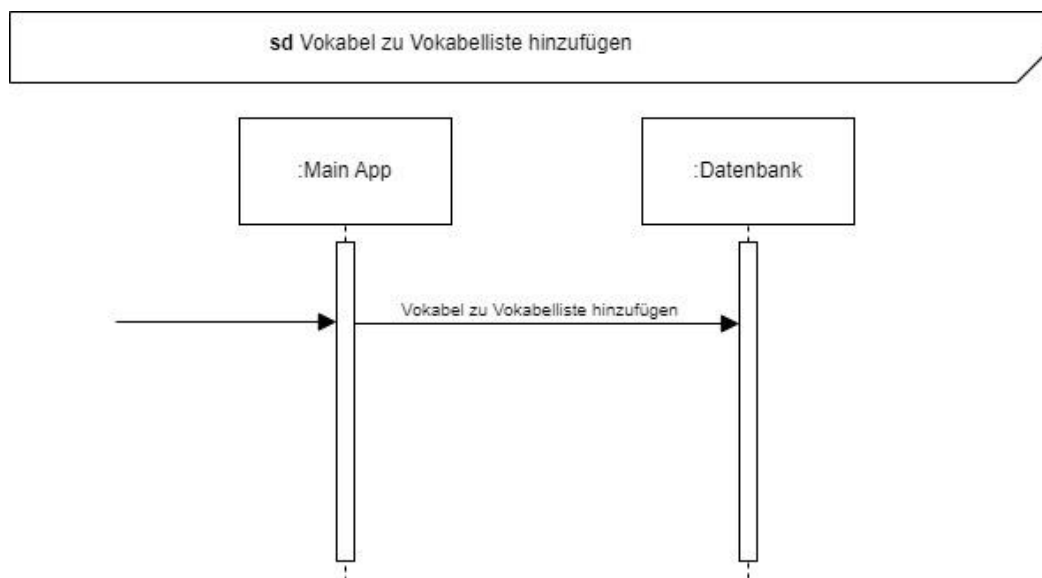 sd Vokabel zu Vokabelliste hinzufügen
:Main App
:Datenbank
Vokabel zu Vokabelliste hinzufügen